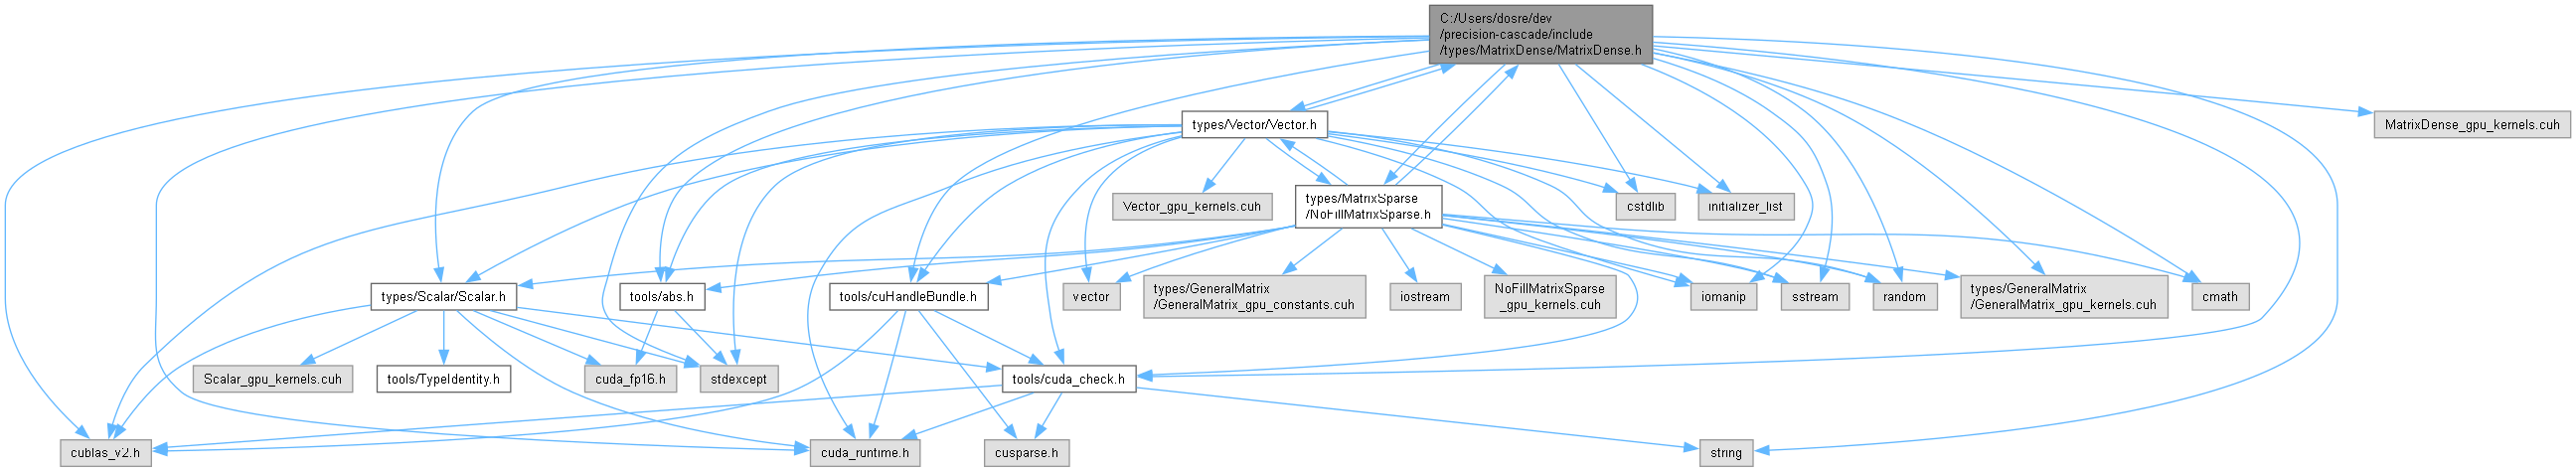 C:/Users/dosre/dev
/precision-cascade/include
/types/MatrixDense/MatrixDense.h
types/Vector/Vector.h
MatrixDense_gpu_kernels.cuh
Vector_gpu_kernels.cuh
types/MatrixSparse
/NoFillMatrixSparse.h
cstdlib
initializer_list
types/Scalar/Scalar.h
tools/abs.h
tools/cuHandleBundle.h
vector
types/GeneralMatrix
/GeneralMatrix_gpu_constants.cuh
iostream
NoFillMatrixSparse
_gpu_kernels.cuh
iomanip
sstream
random
types/GeneralMatrix
/GeneralMatrix_gpu_kernels.cuh
cmath
Scalar_gpu_kernels.cuh
tools/TypeIdentity.h
cuda_fp16.h
stdexcept
tools/cuda_check.h
cublas_v2.h
cuda_runtime.h
cusparse.h
string